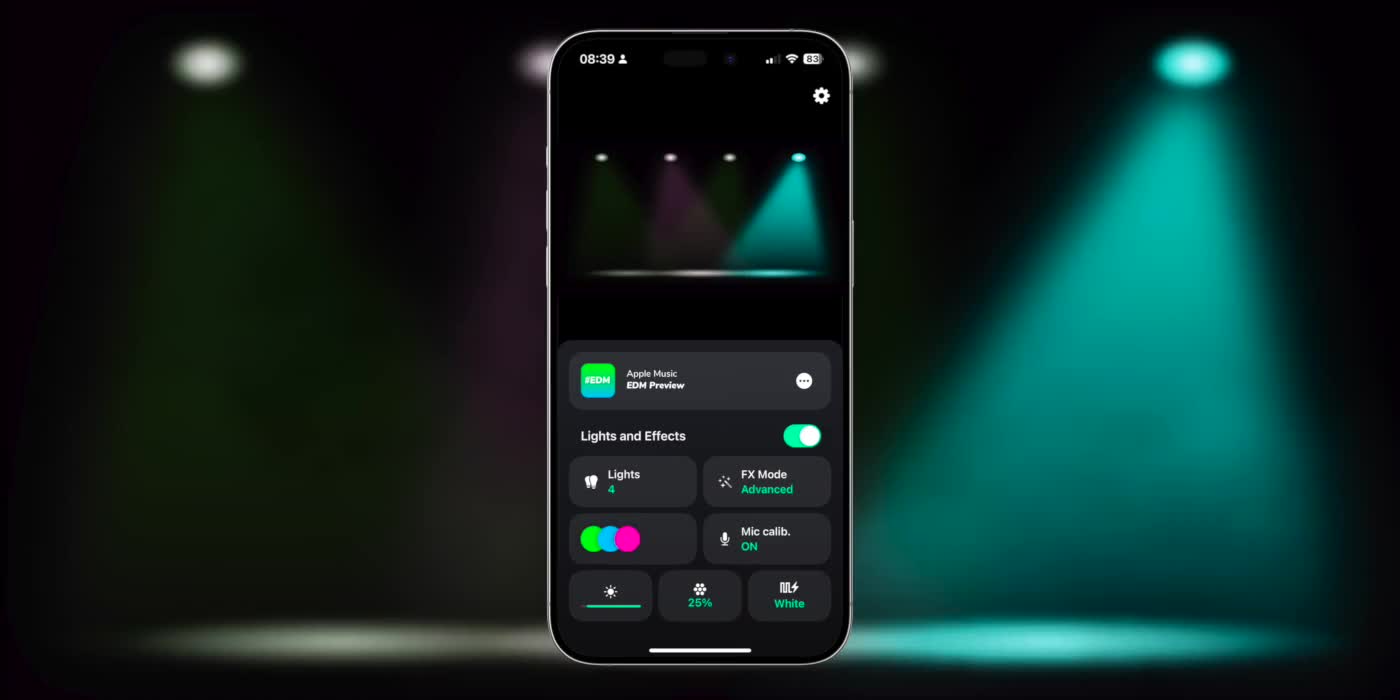 08:39
83
#EDM
Apple Music
EDM Preview
Lights and Effects
Lights
4
FX Mode
Advanced
Mic calib.
ON
25%
White